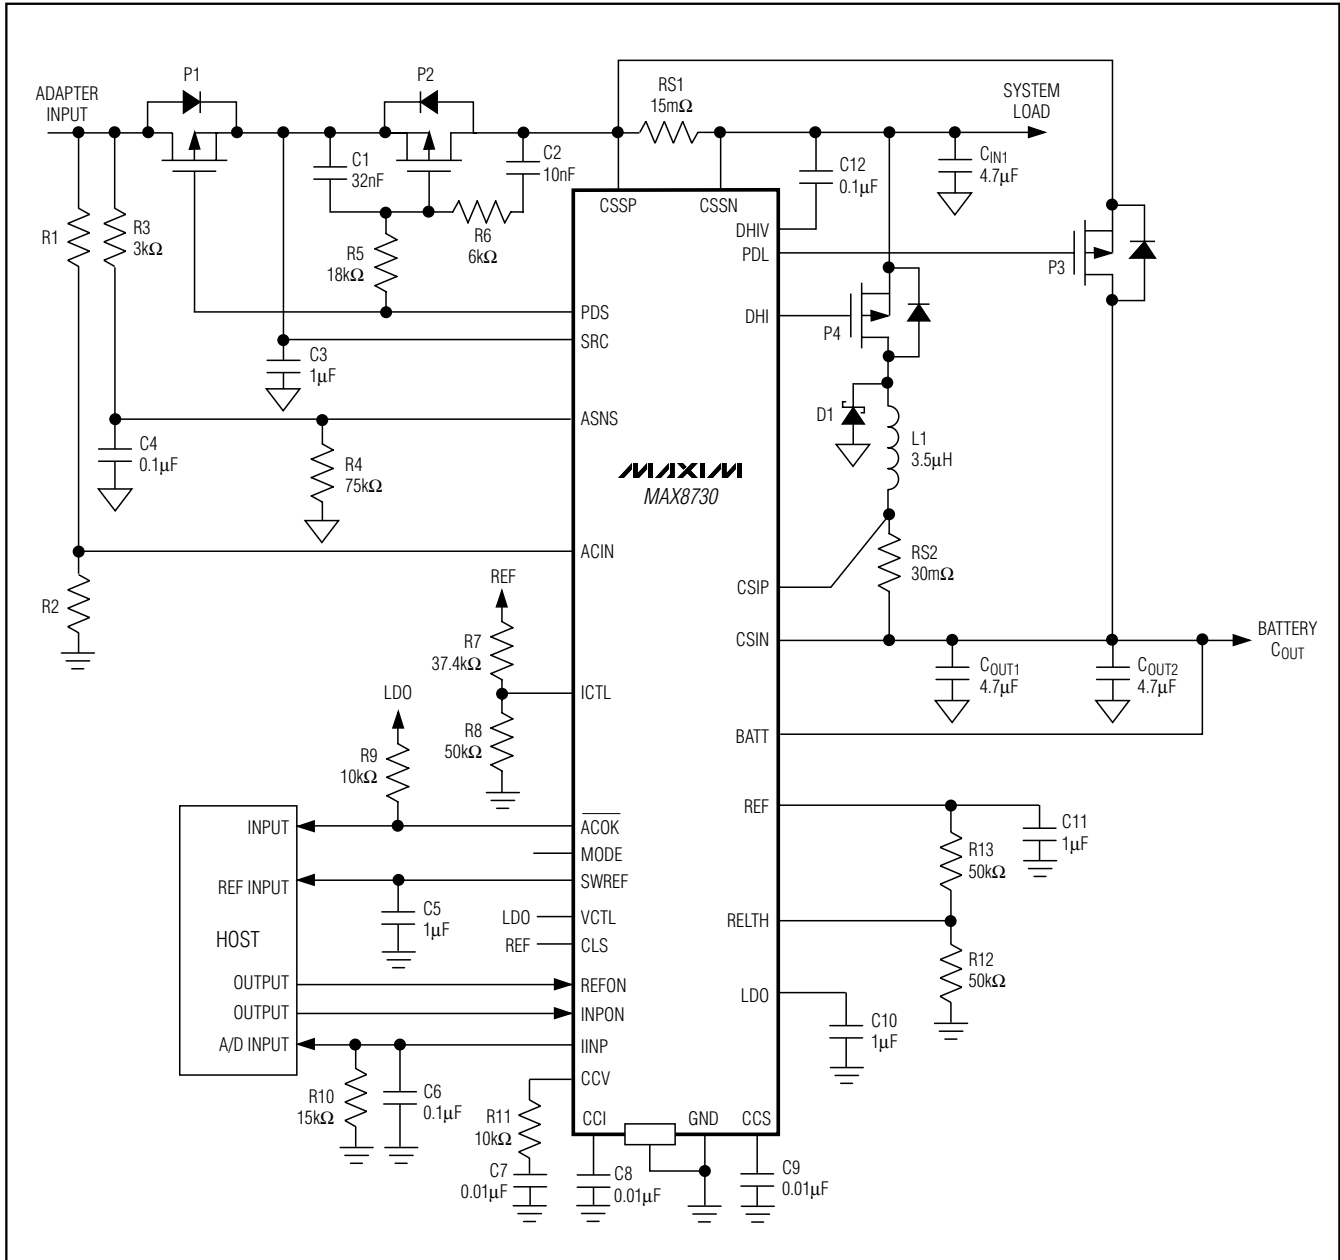 ADAPTER
INPUT
P1
P2
RS1
15mΩ
SYSTEM
LOAD
C1
32nF
C2
10nF
C12
0.1μF
CIN1
4.7μF
R1
R3
3kΩ
R5
18kΩ
R6
6kΩ
CSSP
CSSN
DHIV
PDL
P3
PDS
DHI
P4
SRC
C3
1μF
ASNS
C4
0.1μF
R4
75kΩ
D1
L1
3.5μH
MAXIM
MAX8730
ACIN
R2
REF
R7
37.4kΩ
RS2
30mΩ
CSIP
CSIN
BATTERY
COUT
COUT1
4.7μF
COUT2
4.7μF
LDO
ICTL
R8
50kΩ
R9
10kΩ
BATT
REF
C11
1μF
R13
50kΩ
INPUT
ACOK
MODE
REF INPUT
SWREF
C5
1μF
HOST
LDO
VCTL
REF
CLS
RELTH
R12
50kΩ
OUTPUT
REFON
OUTPUT
INPON
A/D INPUT
IINP
LDO
C10
1μF
R10
15kΩ
C6
0.1μF
CCV
R11
10kΩ
CCI
GND
CCS
C7
0.01μF
C8
0.01μF
C9
0.01μF